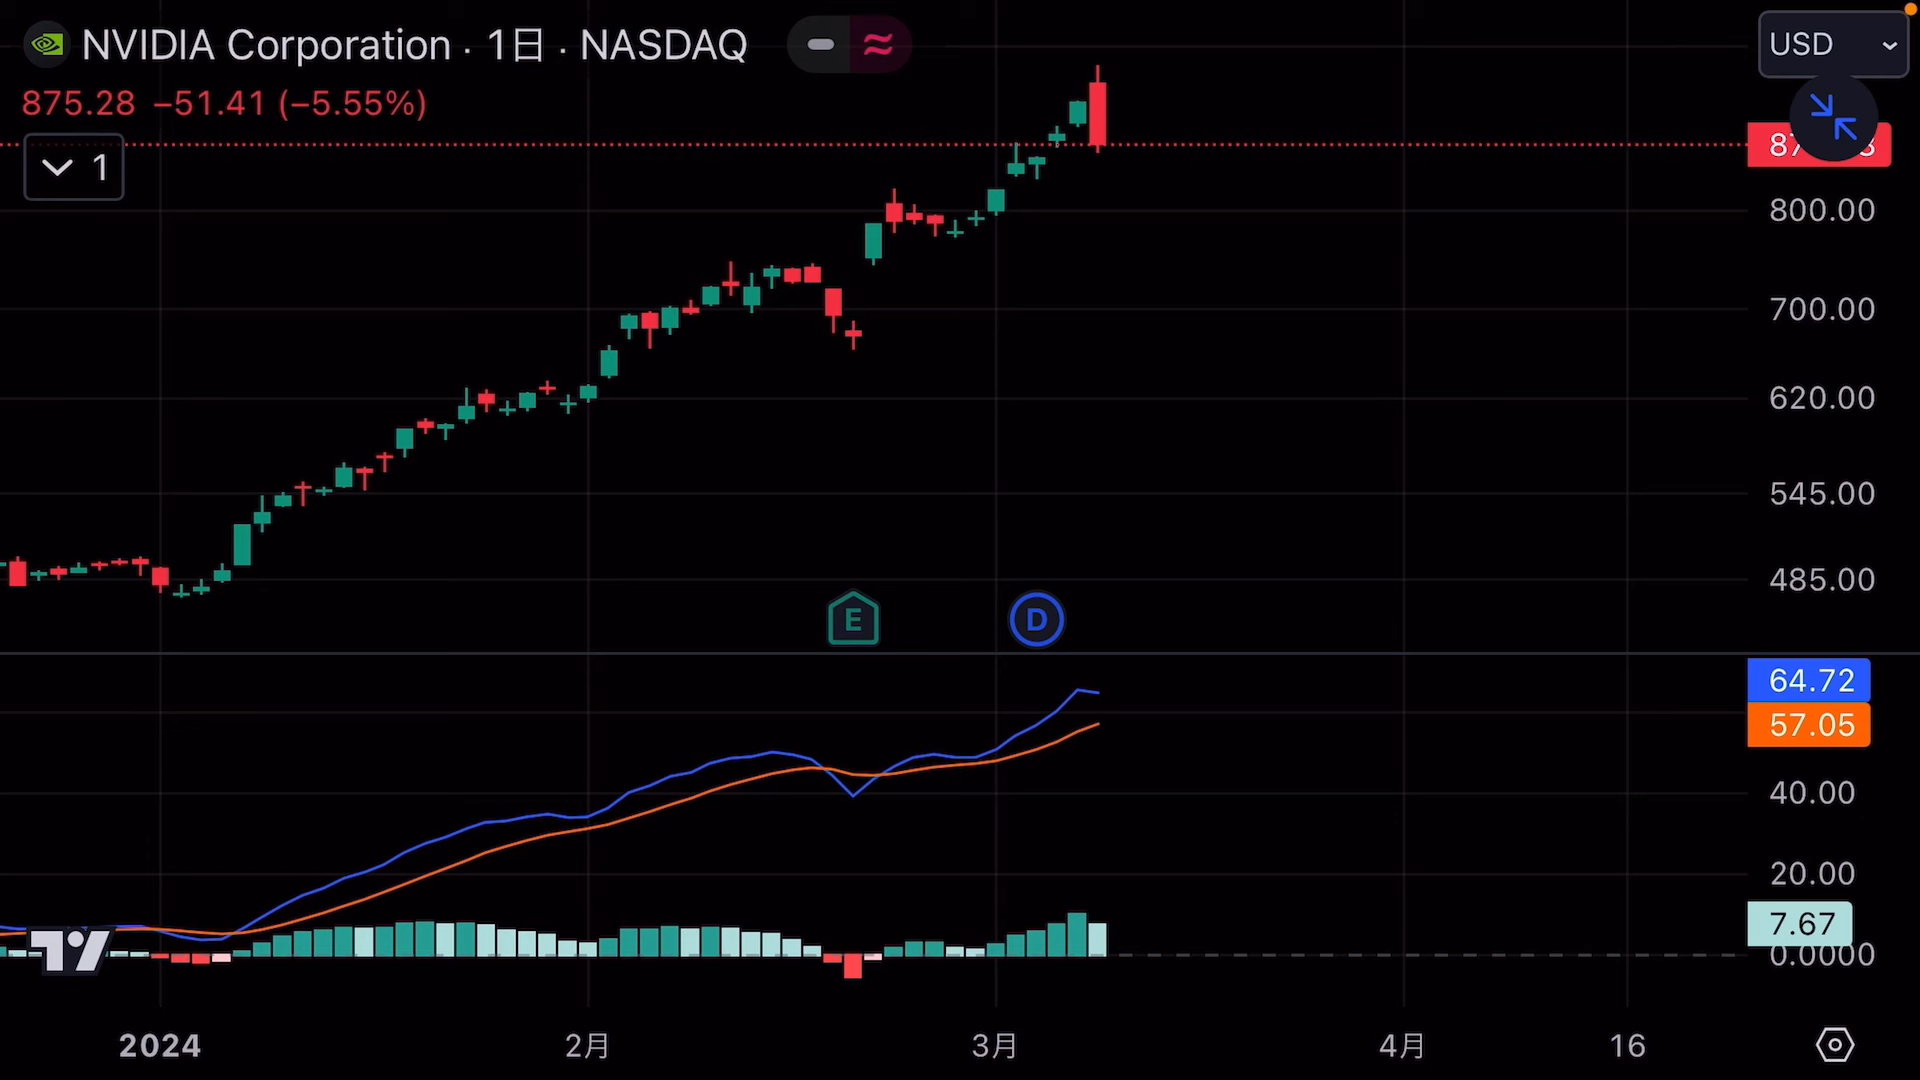 NVIDIA Corporation · 1日 · NASDAQ
USD
875.28 −51.41 (−5.55%)
1
800.00
700.00
620.00
545.00
485.00
E
D
64.72
57.05
40.00
20.00
7.67
0.0000
2024
2月
3月
4月
16